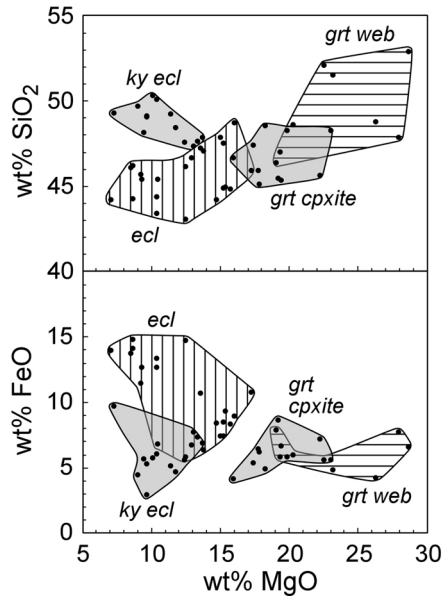 55
grt web
ky ecl
50
wt% SiO₂
45
grt cpxite
ecl
40
ecl
15
grt
cpxite
10
wt% FeO
5
ky ecl
grt web
0
5 10 15 20 25 30
wt% MgO